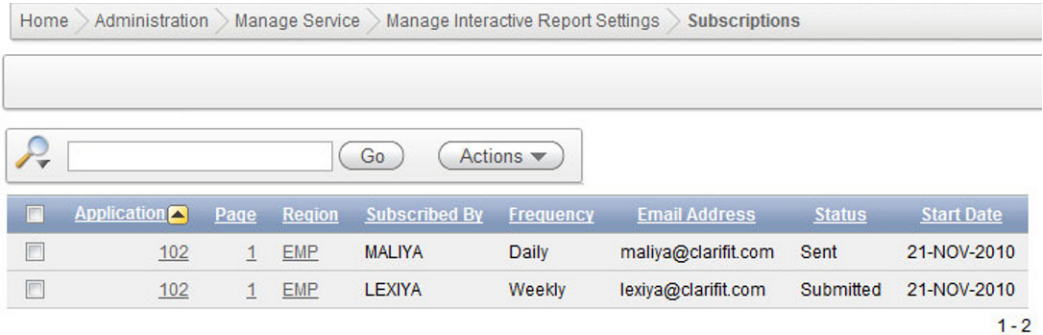 Home Administration Manage Service Manage Interactive Report Settings Subscriptions
Go Actions
Application Page Region Subscribed By Frequency Email Address Status Start Date
102 1 EMP MALIYA Daily maliya@clarifit.com Sent 21-NOV-2010
102 1 EMP LEXIYA Weekly lexiya@clarifit.com Submitted 21-NOV-2010
1 - 2